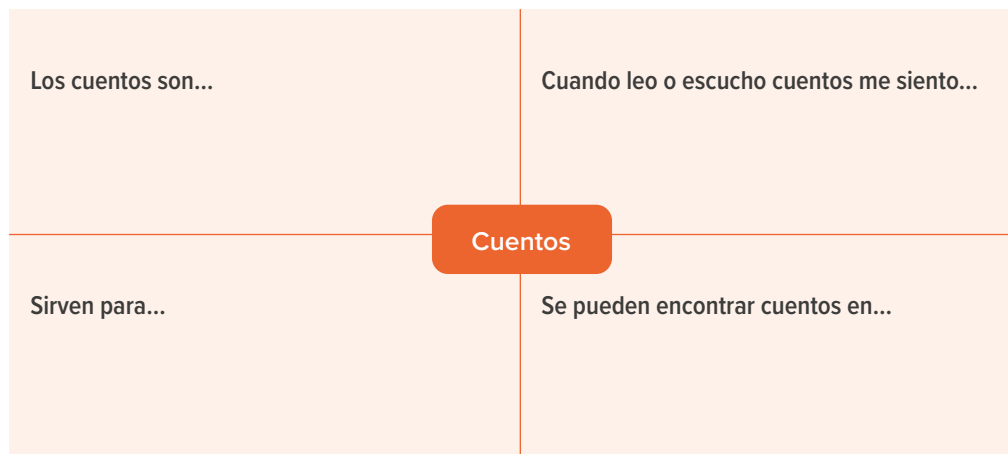 Los cuentos son...
Cuando leo o escucho cuentos me siento...
Cuentos
Sirven para...
Se pueden encontrar cuentos en...